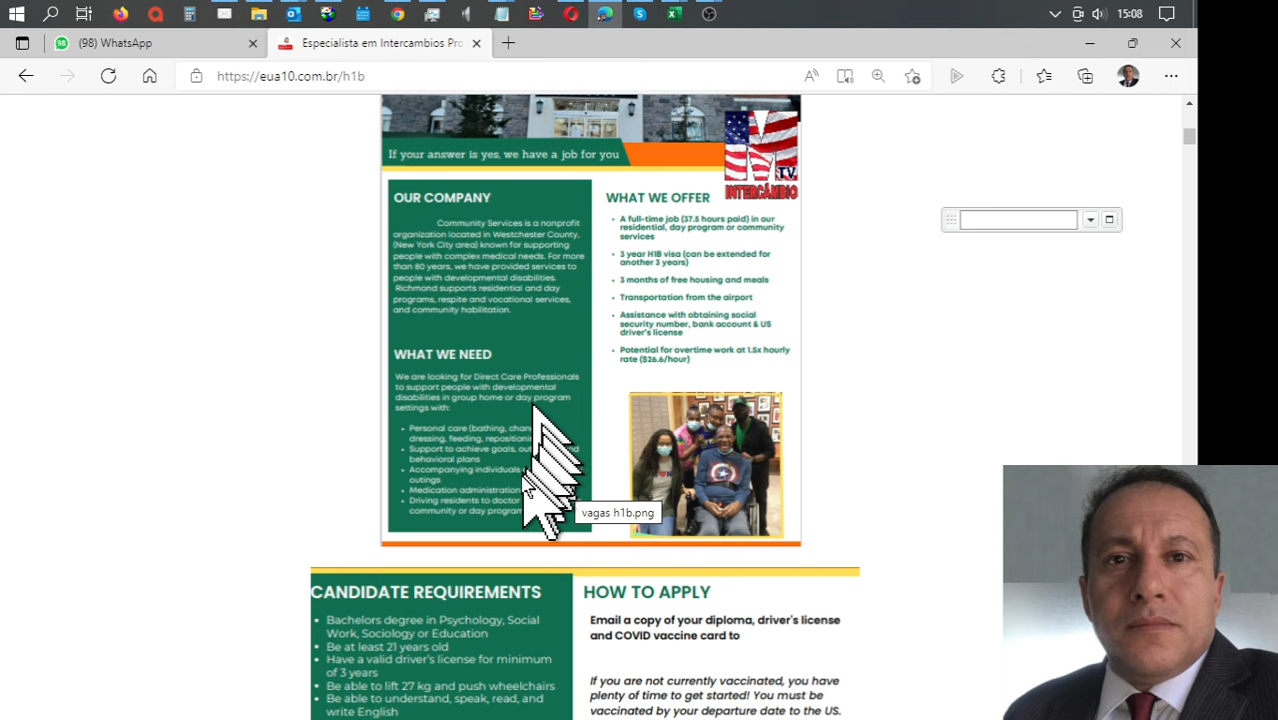 15:08
(98) WhatsApp
Especialista em Intercambios Pro
https://eua10.com.br/h1b
If your answer is yes, we have a job for you
TV
INTERCÂMBIO
OUR COMPANY
Community Services is a nonprofit
organization located in Westchester County,
(New York City area) known for supporting
people with complex medical needs. For more
than 80 years, we have provided services to
people with developmental disabilities.
Richmond supports residential and day
programs, respite and vocational services,
and community habilitation.
WHAT WE NEED
We are looking for Direct Care Professionals
to support people with developmental
disabilities in group home or day program
settings with:
• Personal care (bathing,
dressing, feeding,
• Support to achieve goals,
behavioral plans
• Accompanying individuals
outings
• Medication administration
• Driving residents to doctor
community or day
WHAT WE OFFER
• A full-time job (37.5 hours paid) in our
residential, day program or community
services
• 3 year H1B visa (can be extended for
another 3 years)
• 3 months of free housing and meals
• Transportation from the airport
• Assistance with obtaining social
security number, bank account & US
driver's license
• Potential for overtime work at 1.5x hourly
rate ($26.6/hour)
vagas h1b.png
CANDIDATE REQUIREMENTS
• Bachelors degree in Psychology, Social
Work, Sociology or Education
• Be at least 21 years old
• Have a valid driver's license for minimum
of 3 years
• Be able to lift 27 kg and push wheelchairs
• Be able to understand, speak, read, and
write English
HOW TO APPLY
Email a copy of your diploma, driver's license
and COVID vaccine card to
If you are not currently vaccinated, you have
plenty of time to get started! You must be
vaccinated by your departure date to the US.